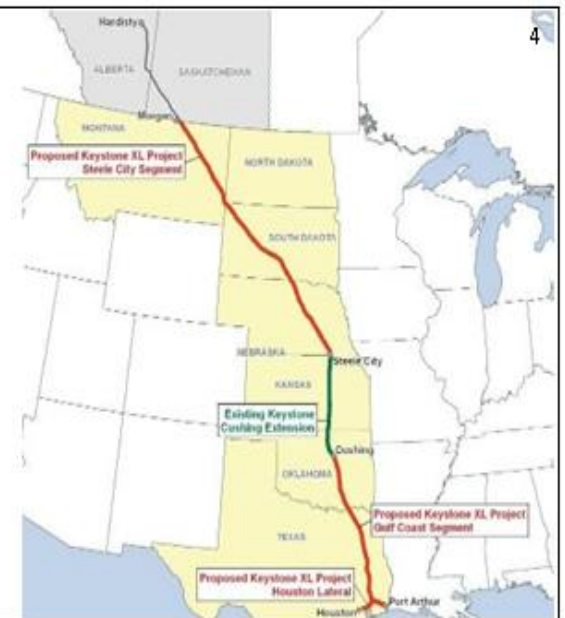 4
Hardisty
ALBERTA
SASKATCHEWAN
Morgan
MONTANA
Proposed Keystone XL Project
Steele City Segment
NORTH DAKOTA
SOUTH DAKOTA
NEBRASKA
Steele City
KANSAS
Existing Keystone
Cushing Extension
Cushing
OKLAHOMA
Proposed Keystone XL Project
Gulf Coast Segment
TEXAS
Proposed Keystone XL Project
Houston Lateral
Houston
Port Arthur